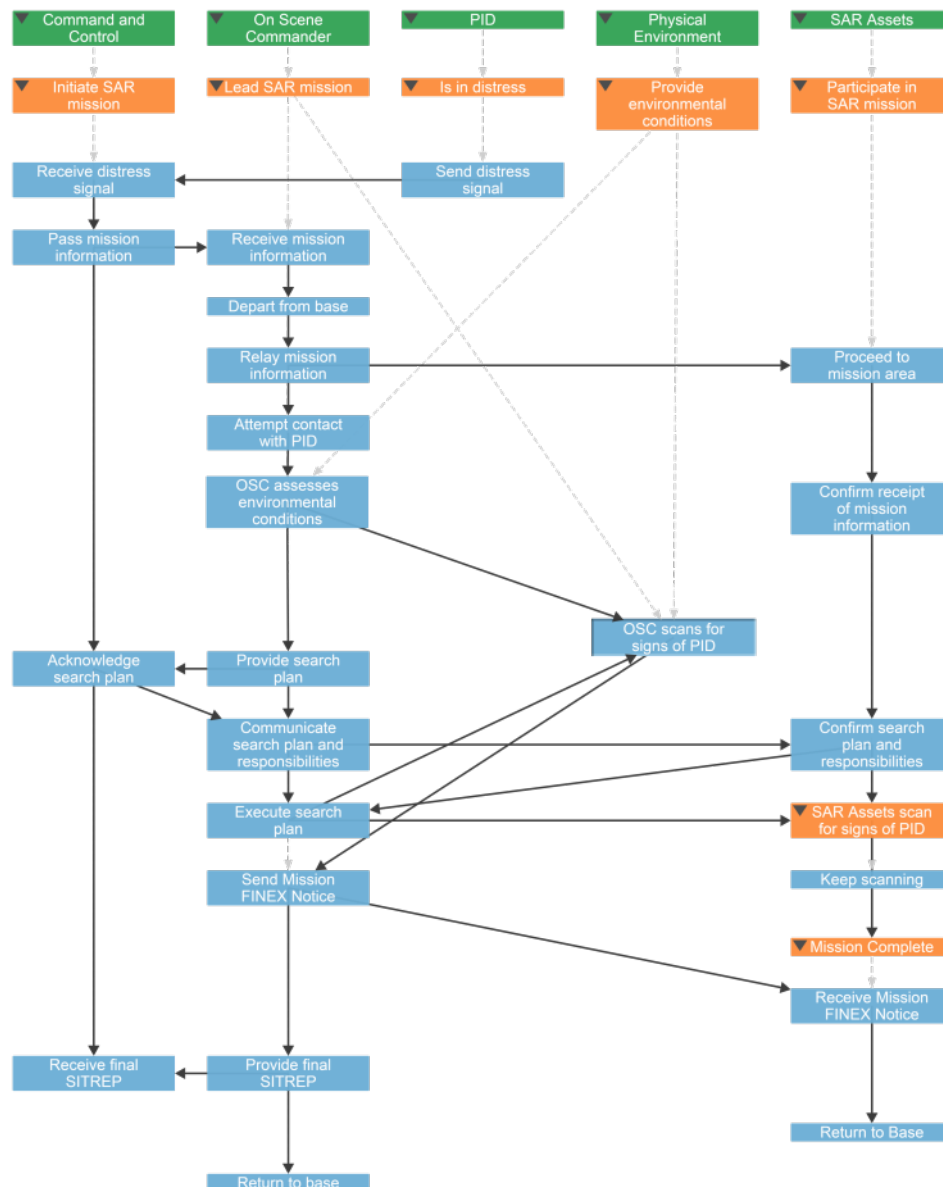 Command and
Control
On Scene
Commander
PID
Physical
Environment
SAR Assets
Initiate SAR
mission
Lead SAR mission
Is in distress
Provide
environmental
conditions
Participate in
SAR mission
Receive distress
signal
Send distress
signal
Pass mission
information
Receive mission
information
Depart from base
Relay mission
information
Proceed to
mission area
Attempt contact
with PID
OSC assesses
environmental
conditions
Confirm receipt
of mission
information
OSC scans for
signs of PID
Acknowledge
search plan
Provide search
plan
Communicate
search plan and
responsibilities
Confirm search
plan and
responsibilities
Execute search
plan
SAR Assets scan
for signs of PID
Send Mission
FINEX Notice
Keep scanning
Mission Complete
Receive Mission
FINEX Notice
Receive final
SITREP
Provide final
SITREP
Return to Base
Return to base